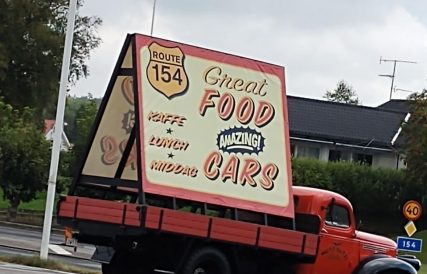 ROUTE
154
Great
FOOD
AMAZING!
CARS
KAFFE
LUNCH
MIDDAG
40
154